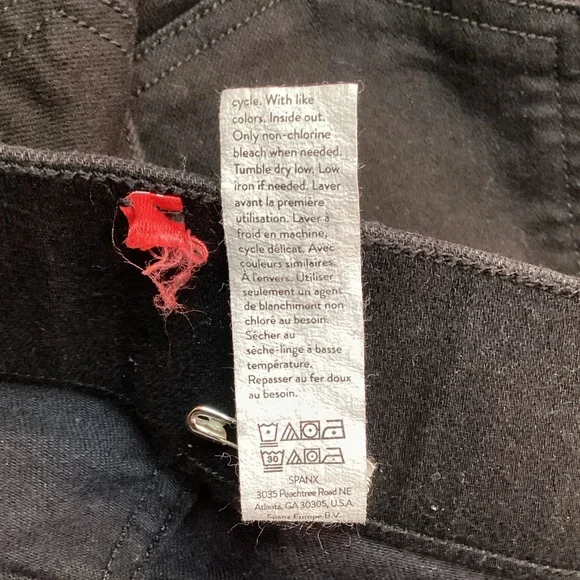 cycle. With like
colors. Inside out.
Only non-chlorine
bleach when needed.
Tumble dry low. Low
iron if needed. Laver
avant la première
utilisation. Laver à
froid en machine,
cycle délicat. Avec
couleurs similaires.
À l'envers. Utiliser
seulement un agent
de blanchiment non
chloré au besoin.
Sécher au
sèche-linge à basse
température.
Repasser au fer doux
au besoin.
30
SPANX
3035 Peachtree Road NE
Atlanta, GA 30305, U.S.A.
Spanx Europe B.V.